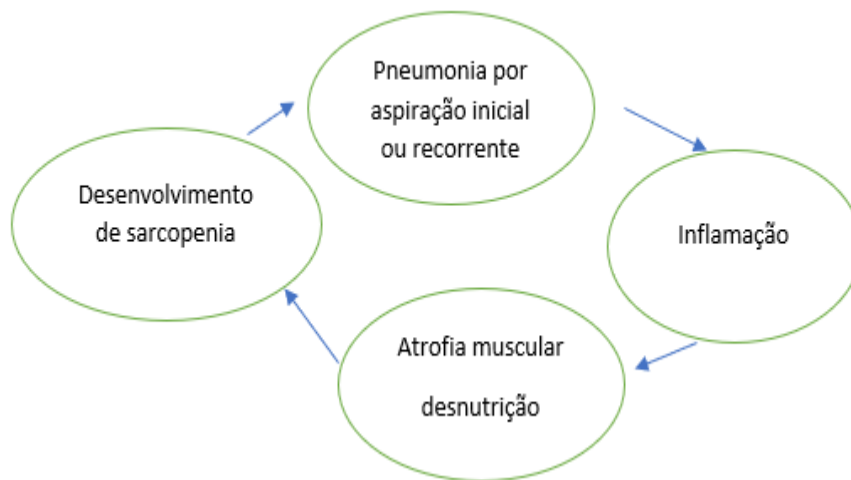 Pneumonia por
aspiração inicial
ou recorrente
Desenvolvimento
de sarcopenia
Inflamação
Atrofia muscular
desnutrição